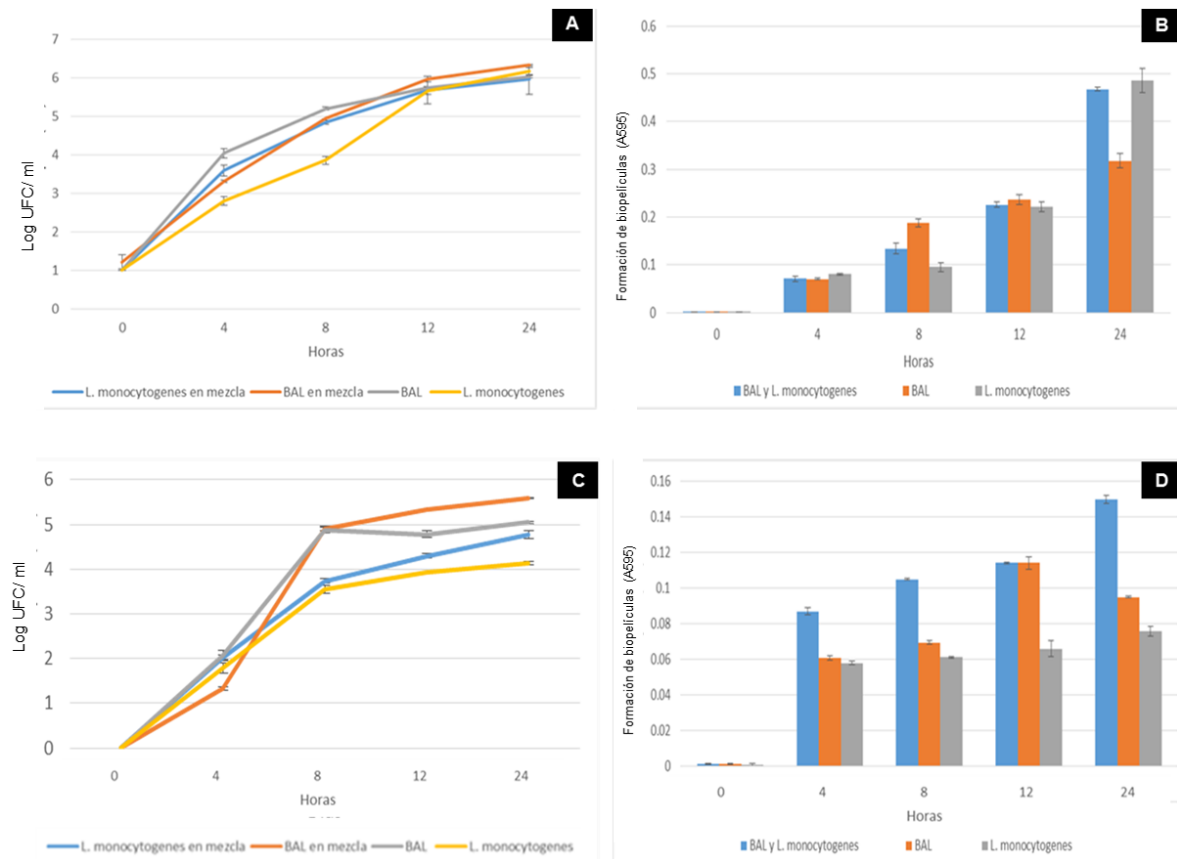 A
7
6
5
4
3
2
1
0
Log UFC/ ml
0 4 8 12 24
Horas
L. monocytogenes en mezcla BAL en mezcla BAL L. monocytogenes
B
0.6
0.5
0.4
0.3
0.2
0.1
0
Formación de biopelículas (A595)
0 4 8 12 24
Horas
BAL y L. monocytogenes BAL L. monocytogenes
C
6
5
4
3
2
1
0
Log UFC/ ml
0 4 8 12 24
Horas
L. monocytogenes en mezcla BAL en mezcla BAL L. monocytogenes
D
0.16
0.14
0.12
0.1
0.08
0.06
0.04
0.02
0
Formación de biopelículas (A595)
0 4 8 12 24
Horas
BAL y L. monocytogenes BAL L. monocytogenes